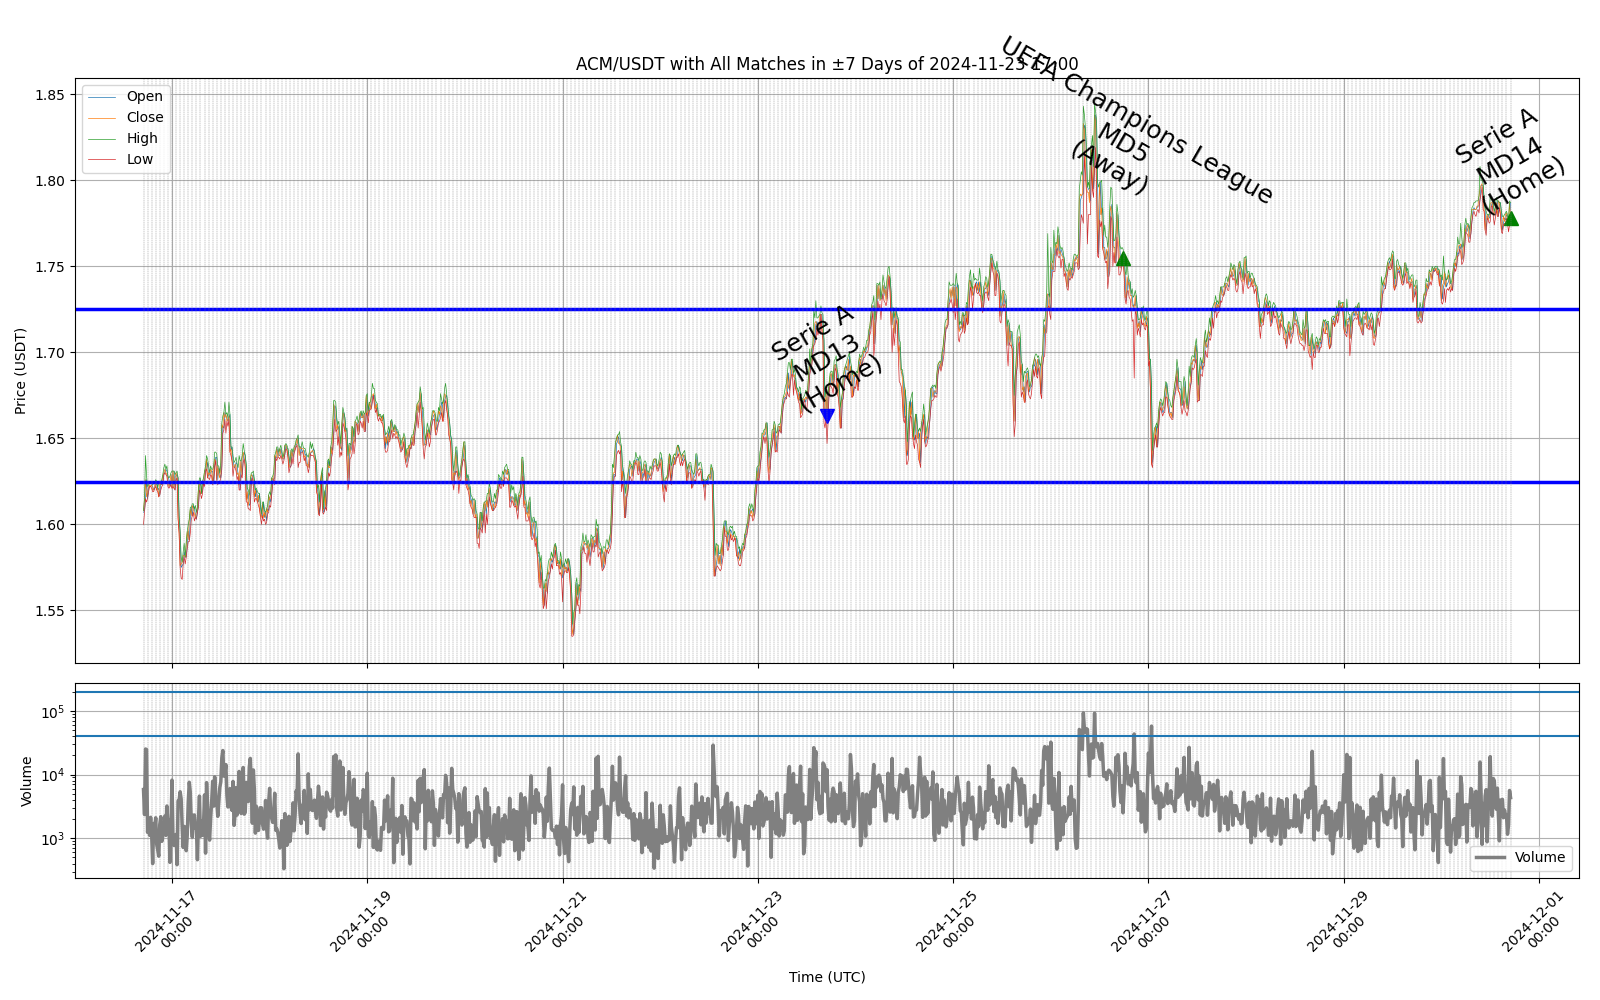 ACM/USDT with All Matches in ±7 Days of 2024-11-23 17:00
UEFA Champions League
MD5
(Away)
Serie A
MD14
(Home)
Serie A
MD13
(Home)
Open
Close
High
Low
Price (USDT)
1.85
1.80
1.75
1.70
1.65
1.60
1.55
Volume
10^5
10^4
10^3
Volume
2024-11-17
00:00
2024-11-19
00:00
2024-11-21
00:00
2024-11-23
00:00
2024-11-25
00:00
2024-11-27
00:00
2024-11-29
00:00
2024-12-01
00:00
Time (UTC)